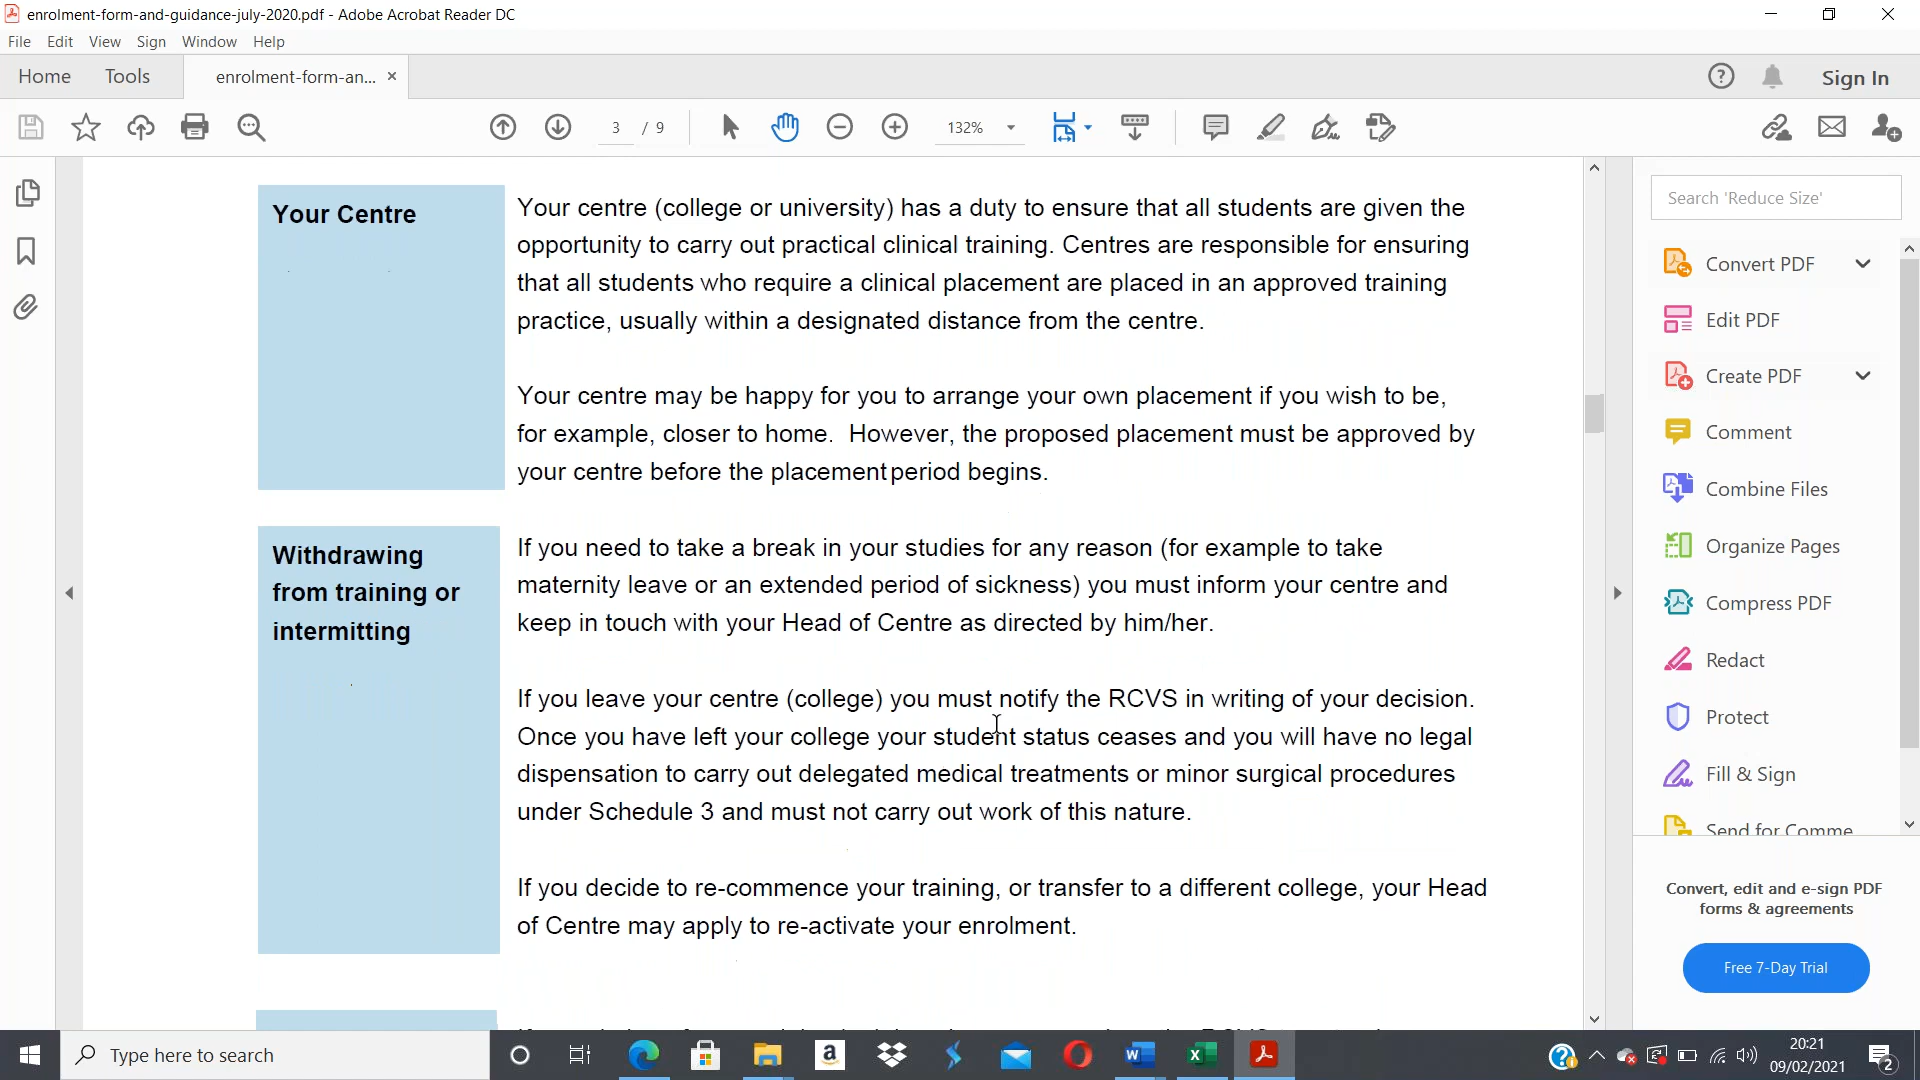 enrolment-form-and-guidance-july-2020.pdf - Adobe Acrobat Reader DC
File Edit View Sign Window Help
Home Tools enrolment-form-an... × Sign In
3 / 9 132%
Your Centre
Your centre (college or university) has a duty to ensure that all students are given the
opportunity to carry out practical clinical training. Centres are responsible for ensuring
that all students who require a clinical placement are placed in an approved training
practice, usually within a designated distance from the centre.
Your centre may be happy for you to arrange your own placement if you wish to be,
for example, closer to home. However, the proposed placement must be approved by
your centre before the placement period begins.
Withdrawing
from training or
intermitting
If you need to take a break in your studies for any reason (for example to take
maternity leave or an extended period of sickness) you must inform your centre and
keep in touch with your Head of Centre as directed by him/her.
If you leave your centre (college) you must notify the RCVS in writing of your decision.
Once you have left your college your student status ceases and you will have no legal
dispensation to carry out delegated medical treatments or minor surgical procedures
under Schedule 3 and must not carry out work of this nature.
If you decide to re-commence your training, or transfer to a different college, your Head
of Centre may apply to re-activate your enrolment.
Search 'Reduce Size'
Convert PDF
Edit PDF
Create PDF
Comment
Combine Files
Organize Pages
Compress PDF
Redact
Protect
Fill & Sign
Send for Comme
Convert, edit and e-sign PDF
forms & agreements
Free 7-Day Trial
Type here to search
20:21
09/02/2021
2